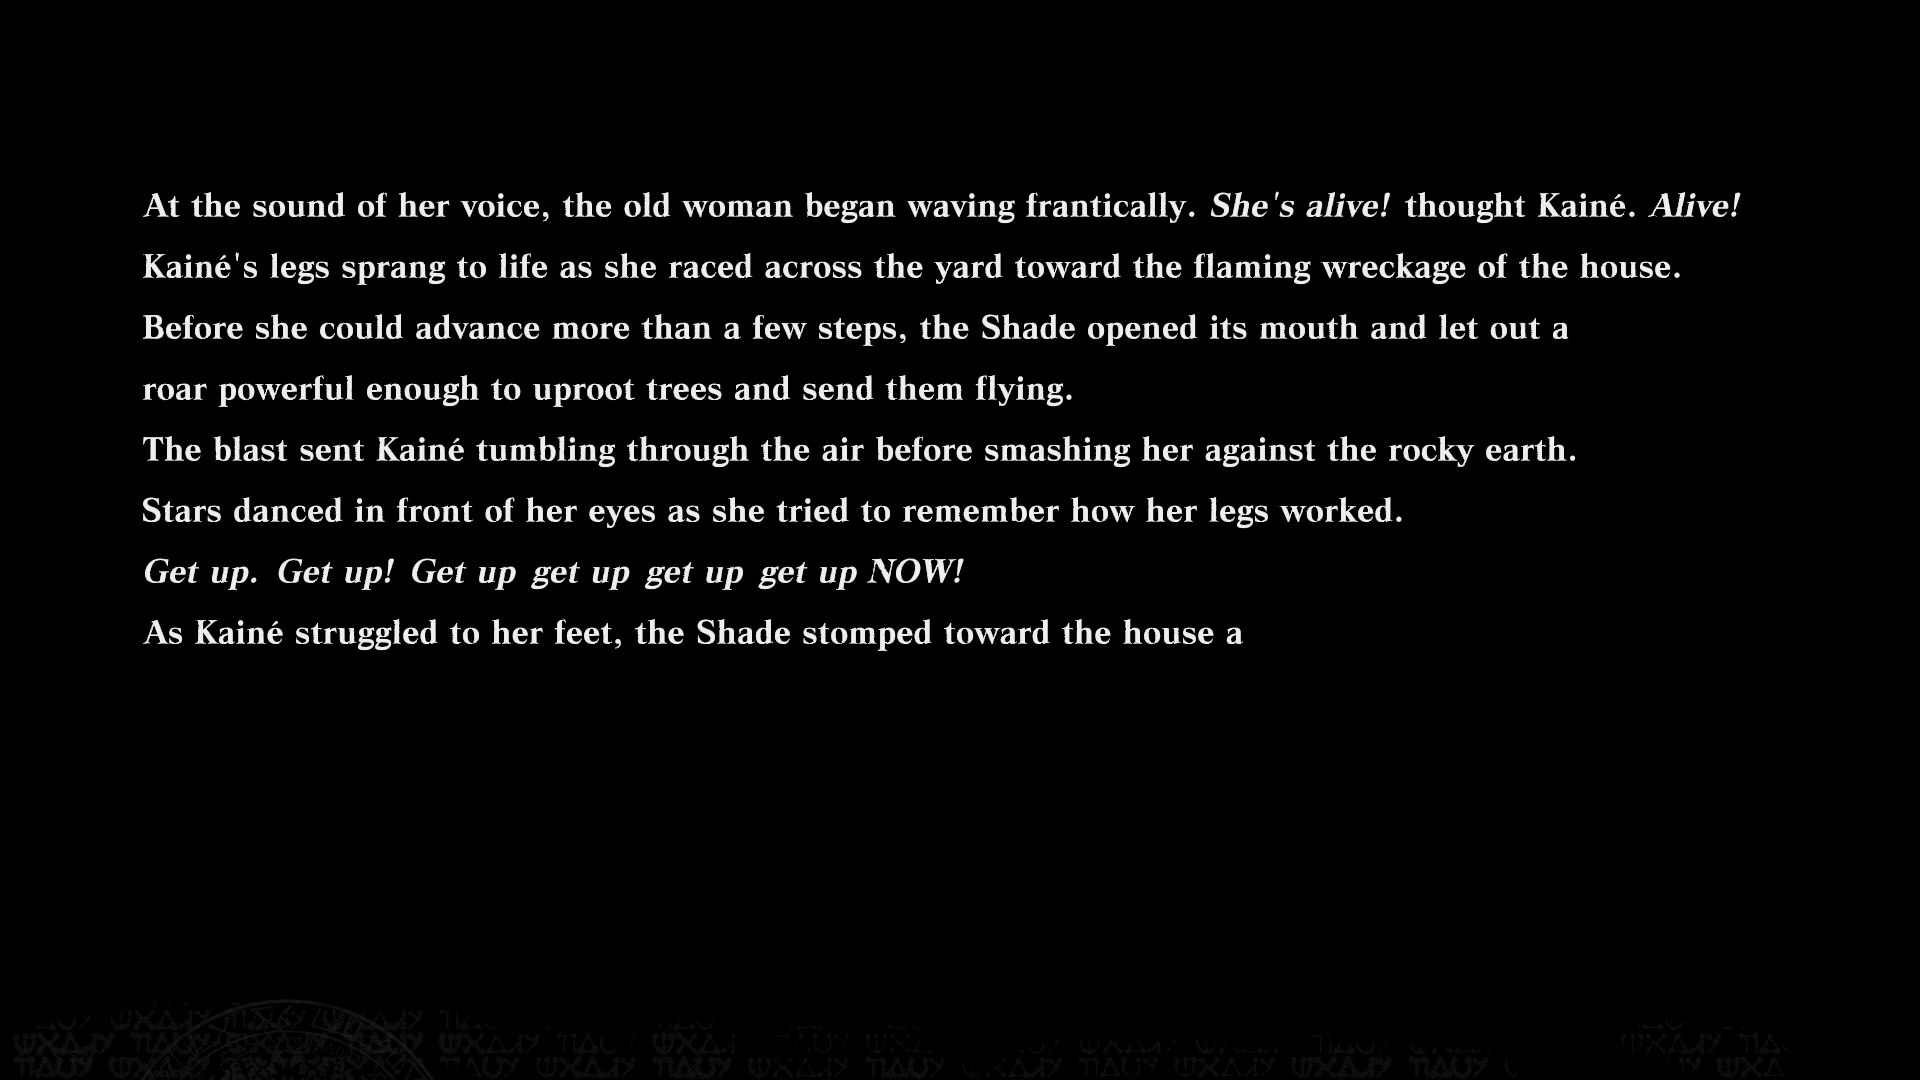 At the sound of her voice, the old woman began waving frantically. She's alive! thought Kainé. Alive!
Kainé's legs sprang to life as she raced across the yard toward the flaming wreckage of the house.
Before she could advance more than a few steps, the Shade opened its mouth and let out a
roar powerful enough to uproot trees and send them flying.
The blast sent Kainé tumbling through the air before smashing her against the rocky earth.
Stars danced in front of her eyes as she tried to remember how her legs worked.
Get up. Get up! Get up get up get up get up NOW!
As Kainé struggled to her feet, the Shade stomped toward the house a